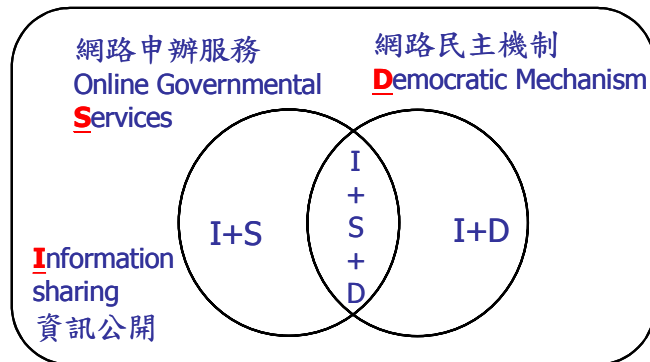 網路申辦服務
Online Governmental
Services
網路民主機制
Democratic Mechanism
I+S
I
+
S
+
D
I+D
Information
sharing
資訊公開